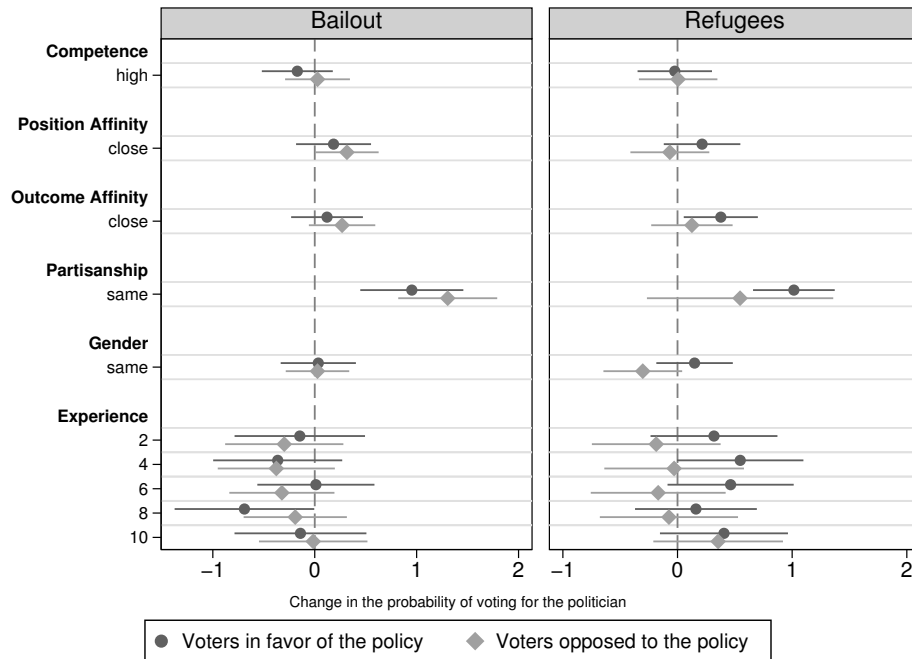 Bailout Refugees
Competence
high
Position Affinity
close
Outcome Affinity
close
Partisanship
same
Gender
same
Experience
2
4
6
8
10
−1 0 1 2 −1 0 1 2
Change in the probability of voting for the politician
Voters in favor of the policy Voters opposed to the policy